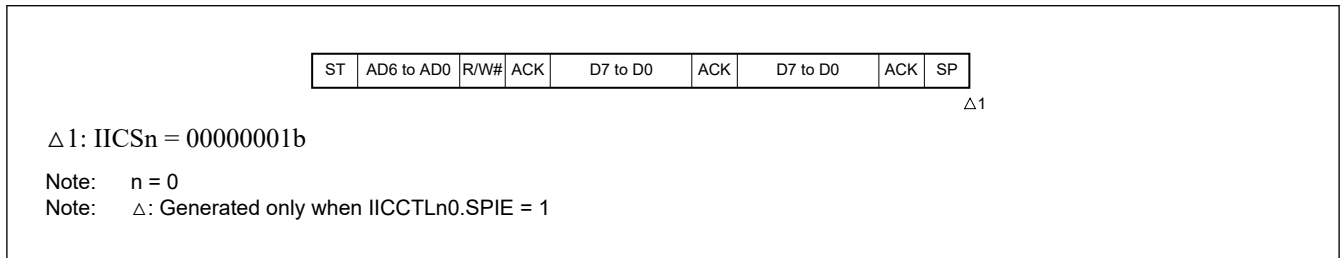 ST AD6 to AD0 R/W# ACK D7 to D0 ACK D7 to D0 ACK SP
△1
△1: IICSn = 00000001b
Note: n = 0
Note: △: Generated only when IICCTLn0.SPIE = 1